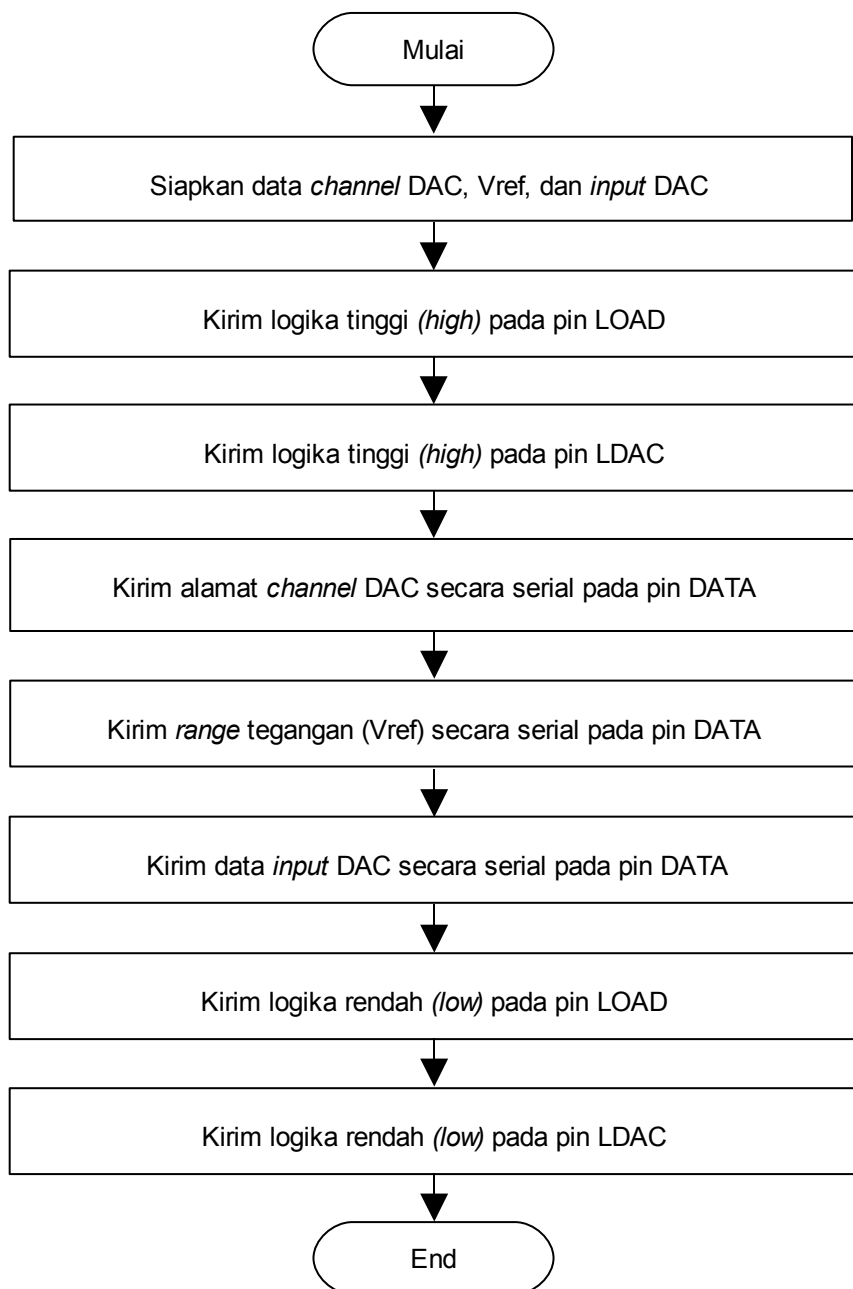 Mulai
Siapkan data channel DAC, Vref, dan input DAC
Kirim logika tinggi (high) pada pin LOAD
Kirim logika tinggi (high) pada pin LDAC
Kirim alamat channel DAC secara serial pada pin DATA
Kirim range tegangan (Vref) secara serial pada pin DATA
Kirim data input DAC secara serial pada pin DATA
Kirim logika rendah (low) pada pin LOAD
Kirim logika rendah (low) pada pin LDAC
End